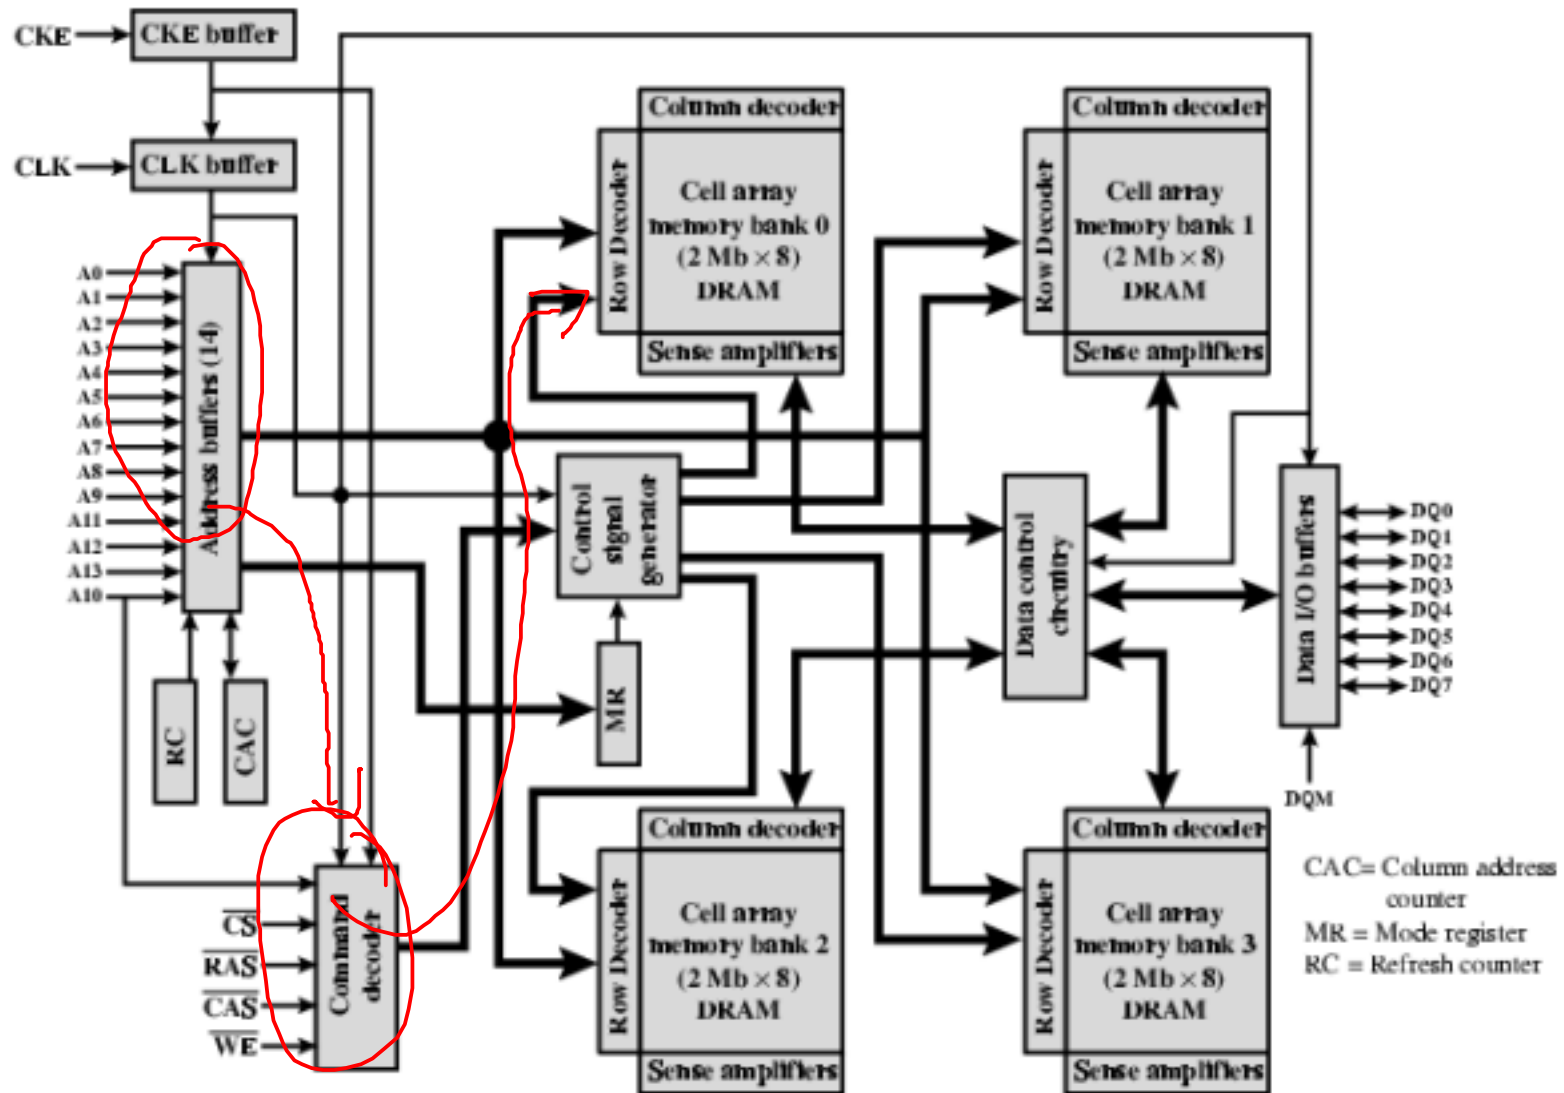 CKE
CKE buffer
CLK
CLK buffer
A0
A1
A2
A3
A4
A5
A6
A7
A8
A9
A11
A12
A13
A10
Address buffers (14)
RC
CAC
C̅S̅
R̅A̅S̅
C̅A̅S̅
W̅E̅
Command
decoder
Control
signal
generator
MR
Column decoder
Row Decoder
Cell array
memory bank 0
(2 Mb × 8)
DRAM
Sense amplifiers
Column decoder
Row Decoder
Cell array
memory bank 1
(2 Mb × 8)
DRAM
Sense amplifiers
Column decoder
Row Decoder
Cell array
memory bank 2
(2 Mb × 8)
DRAM
Sense amplifiers
Column decoder
Row Decoder
Cell array
memory bank 3
(2 Mb × 8)
DRAM
Sense amplifiers
Data control
circuitry
Data I/O buffers
DQ0
DQ1
DQ2
DQ3
DQ4
DQ5
DQ6
DQ7
DQM
CAC= Column address
counter
MR = Mode register
RC = Refresh counter